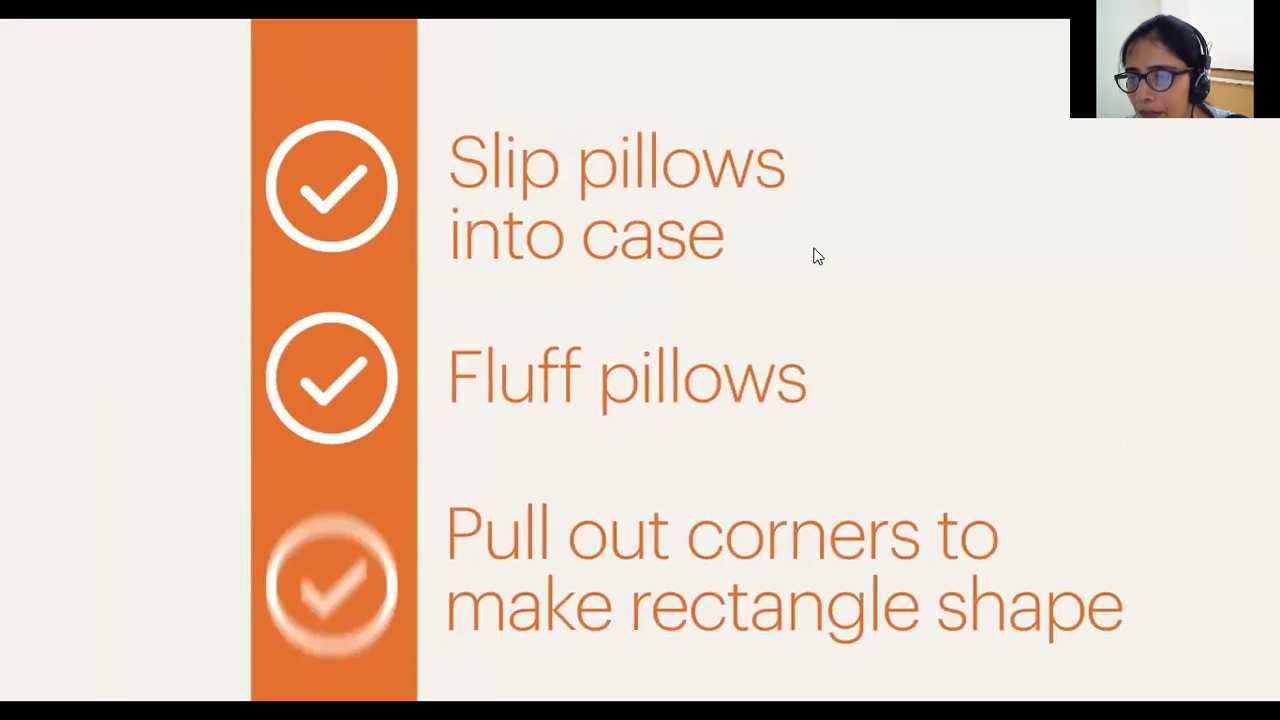 Slip pillows
into case
Fluff pillows
Pull out corners to
make rectangle shape